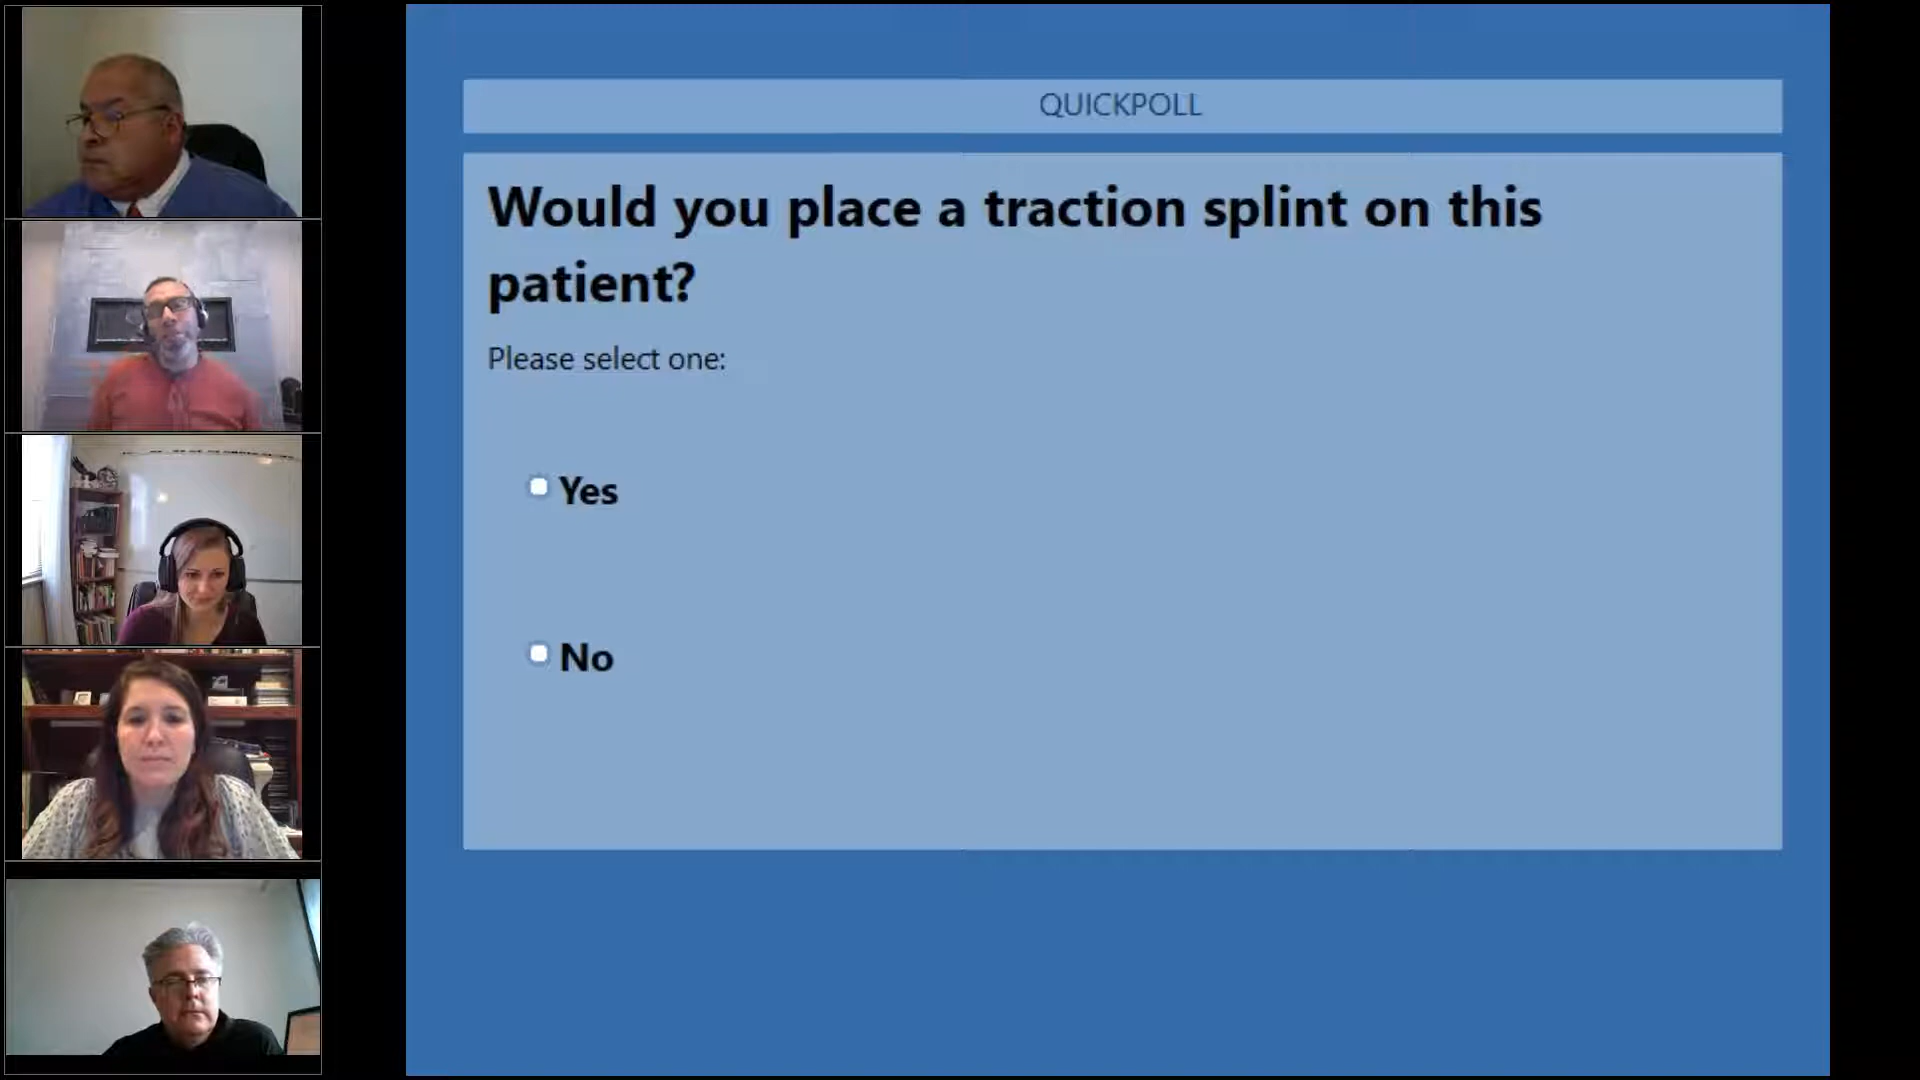 QUICKPOLL
Would you place a traction splint on this
patient?
Please select one:
Yes
No